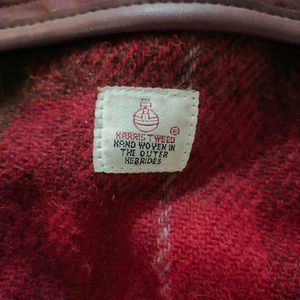 ®
HARRIS TWEED
HAND WOVEN IN
THE OUTER
HEBRIDES